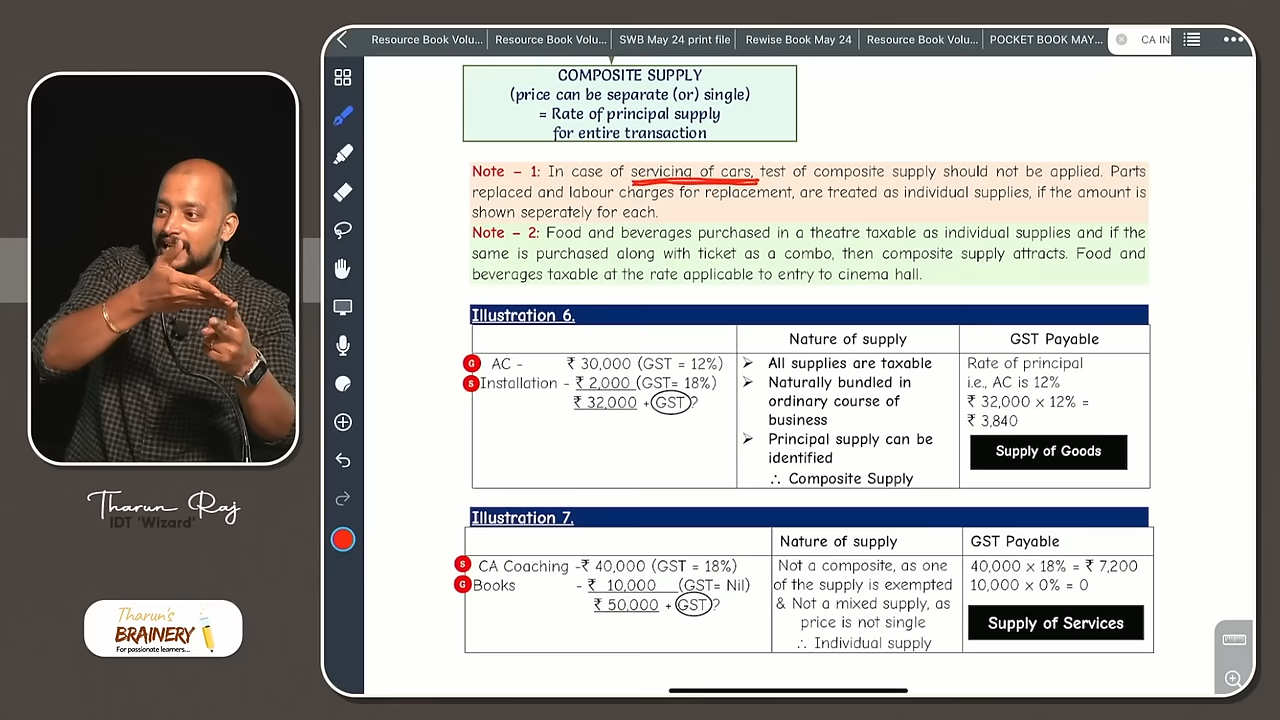 Resource Book Volu...
Resource Book Volu...
SWB May 24 print file
Rewise Book May 24
Resource Book Volu...
POCKET BOOK MAY...
CA IN
COMPOSITE SUPPLY
(price can be separate (or) single)
= Rate of principal supply
for entire transaction
Note – 1: In case of servicing of cars, test of composite supply should not be applied. Parts
replaced and labour charges for replacement, are treated as individual supplies, if the amount is
shown seperately for each.
Note – 2: Food and beverages purchased in a theatre taxable as individual supplies and if the
same is purchased along with ticket as a combo, then composite supply attracts. Food and
beverages taxable at the rate applicable to entry to cinema hall.
Illustration 6.
Nature of supply
GST Payable
G AC - ₹ 30,000 (GST = 12%)
S Installation - ₹ 2,000 (GST= 18%)
₹ 32,000 + GST ?
➢ All supplies are taxable
➢ Naturally bundled in
ordinary course of
business
➢ Principal supply can be
identified
∴ Composite Supply
Rate of principal
i.e., AC is 12%
₹ 32,000 x 12% =
₹ 3,840
Supply of Goods
Illustration 7.
Nature of supply
GST Payable
S CA Coaching -₹ 40,000 (GST = 18%)
G Books - ₹ 10,000 (GST= Nil)
₹ 50,000 + GST ?
Not a composite, as one
of the supply is exempted
& Not a mixed supply, as
price is not single
∴ Individual supply
40,000 x 18% = ₹ 7,200
10,000 x 0% = 0
Supply of Services
Tharun Raj
IDT 'Wizard'
Tharun's
BRAINERY
For passionate learners...